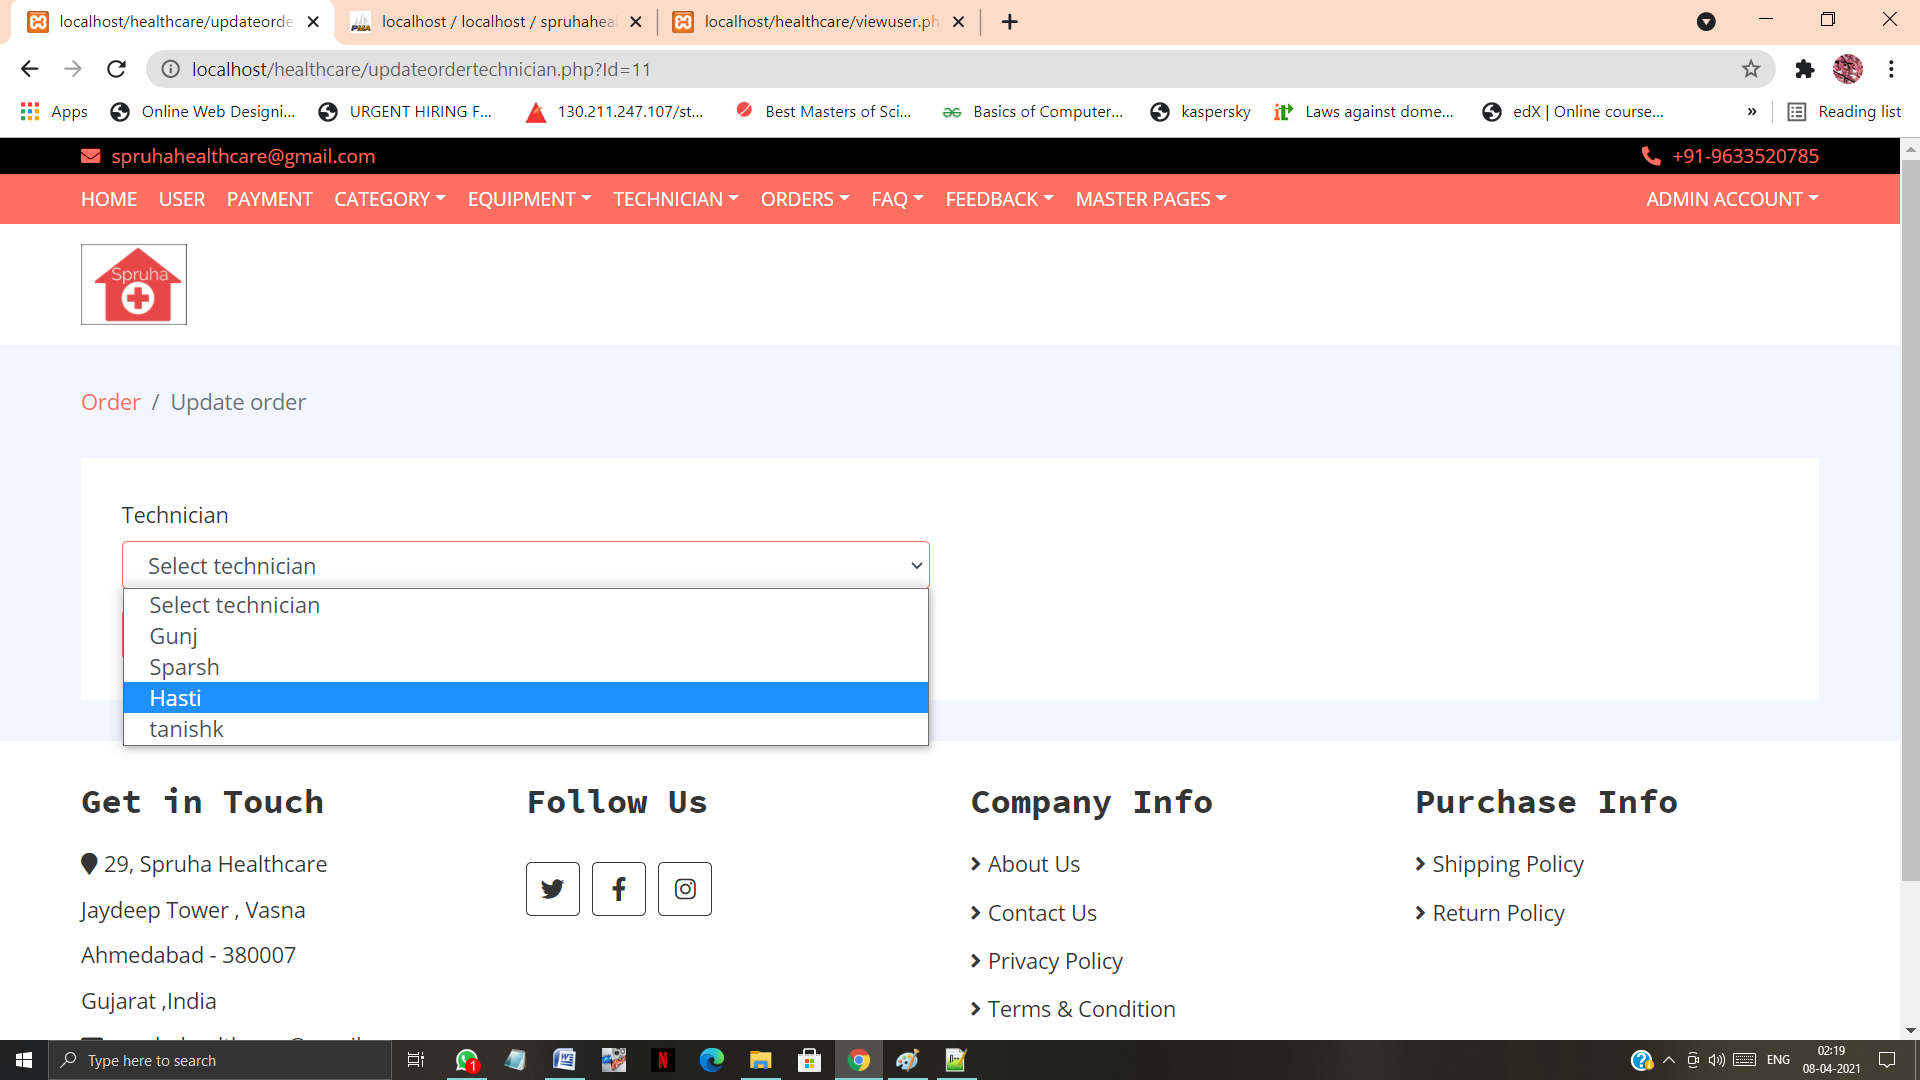 localhost/healthcare/updateorde
localhost / localhost / spruhaheal
localhost/healthcare/viewuser.ph
localhost/healthcare/updateordertechnician.php?Id=11
Apps
Online Web Designi...
URGENT HIRING F...
130.211.247.107/st...
Best Masters of Sci...
Basics of Computer...
kaspersky
Laws against dome...
edX | Online course...
»
Reading list
spruhahealthcare@gmail.com
+91-9633520785
HOME
USER
PAYMENT
CATEGORY
EQUIPMENT
TECHNICIAN
ORDERS
FAQ
FEEDBACK
MASTER PAGES
ADMIN ACCOUNT
Spruha
Order / Update order
Technician
Select technician
Select technician
Gunj
Sparsh
Hasti
tanishk
Get in Touch
29, Spruha Healthcare
Jaydeep Tower , Vasna
Ahmedabad - 380007
Gujarat ,India
Follow Us
Company Info
About Us
Contact Us
Privacy Policy
Terms & Condition
Purchase Info
Shipping Policy
Return Policy
Type here to search
1
ENG
02:19
08-04-2021